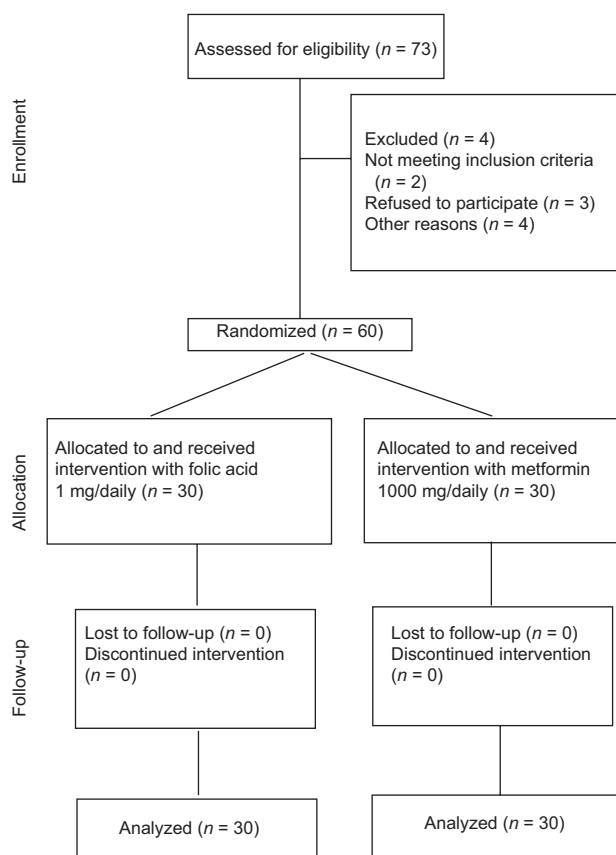 Assessed for eligibility (n = 73)
Enrollment
Excluded (n = 4)
Not meeting inclusion criteria
(n = 2)
Refused to participate (n = 3)
Other reasons (n = 4)
Randomized (n = 60)
Allocation
Allocated to and received
intervention with folic acid
1 mg/daily (n = 30)
Allocated to and received
intervention with metformin
1000 mg/daily (n = 30)
Follow-up
Lost to follow-up (n = 0)
Discontinued intervention
(n = 0)
Lost to follow-up (n = 0)
Discontinued intervention
(n = 0)
Analyzed (n = 30)
Analyzed (n = 30)